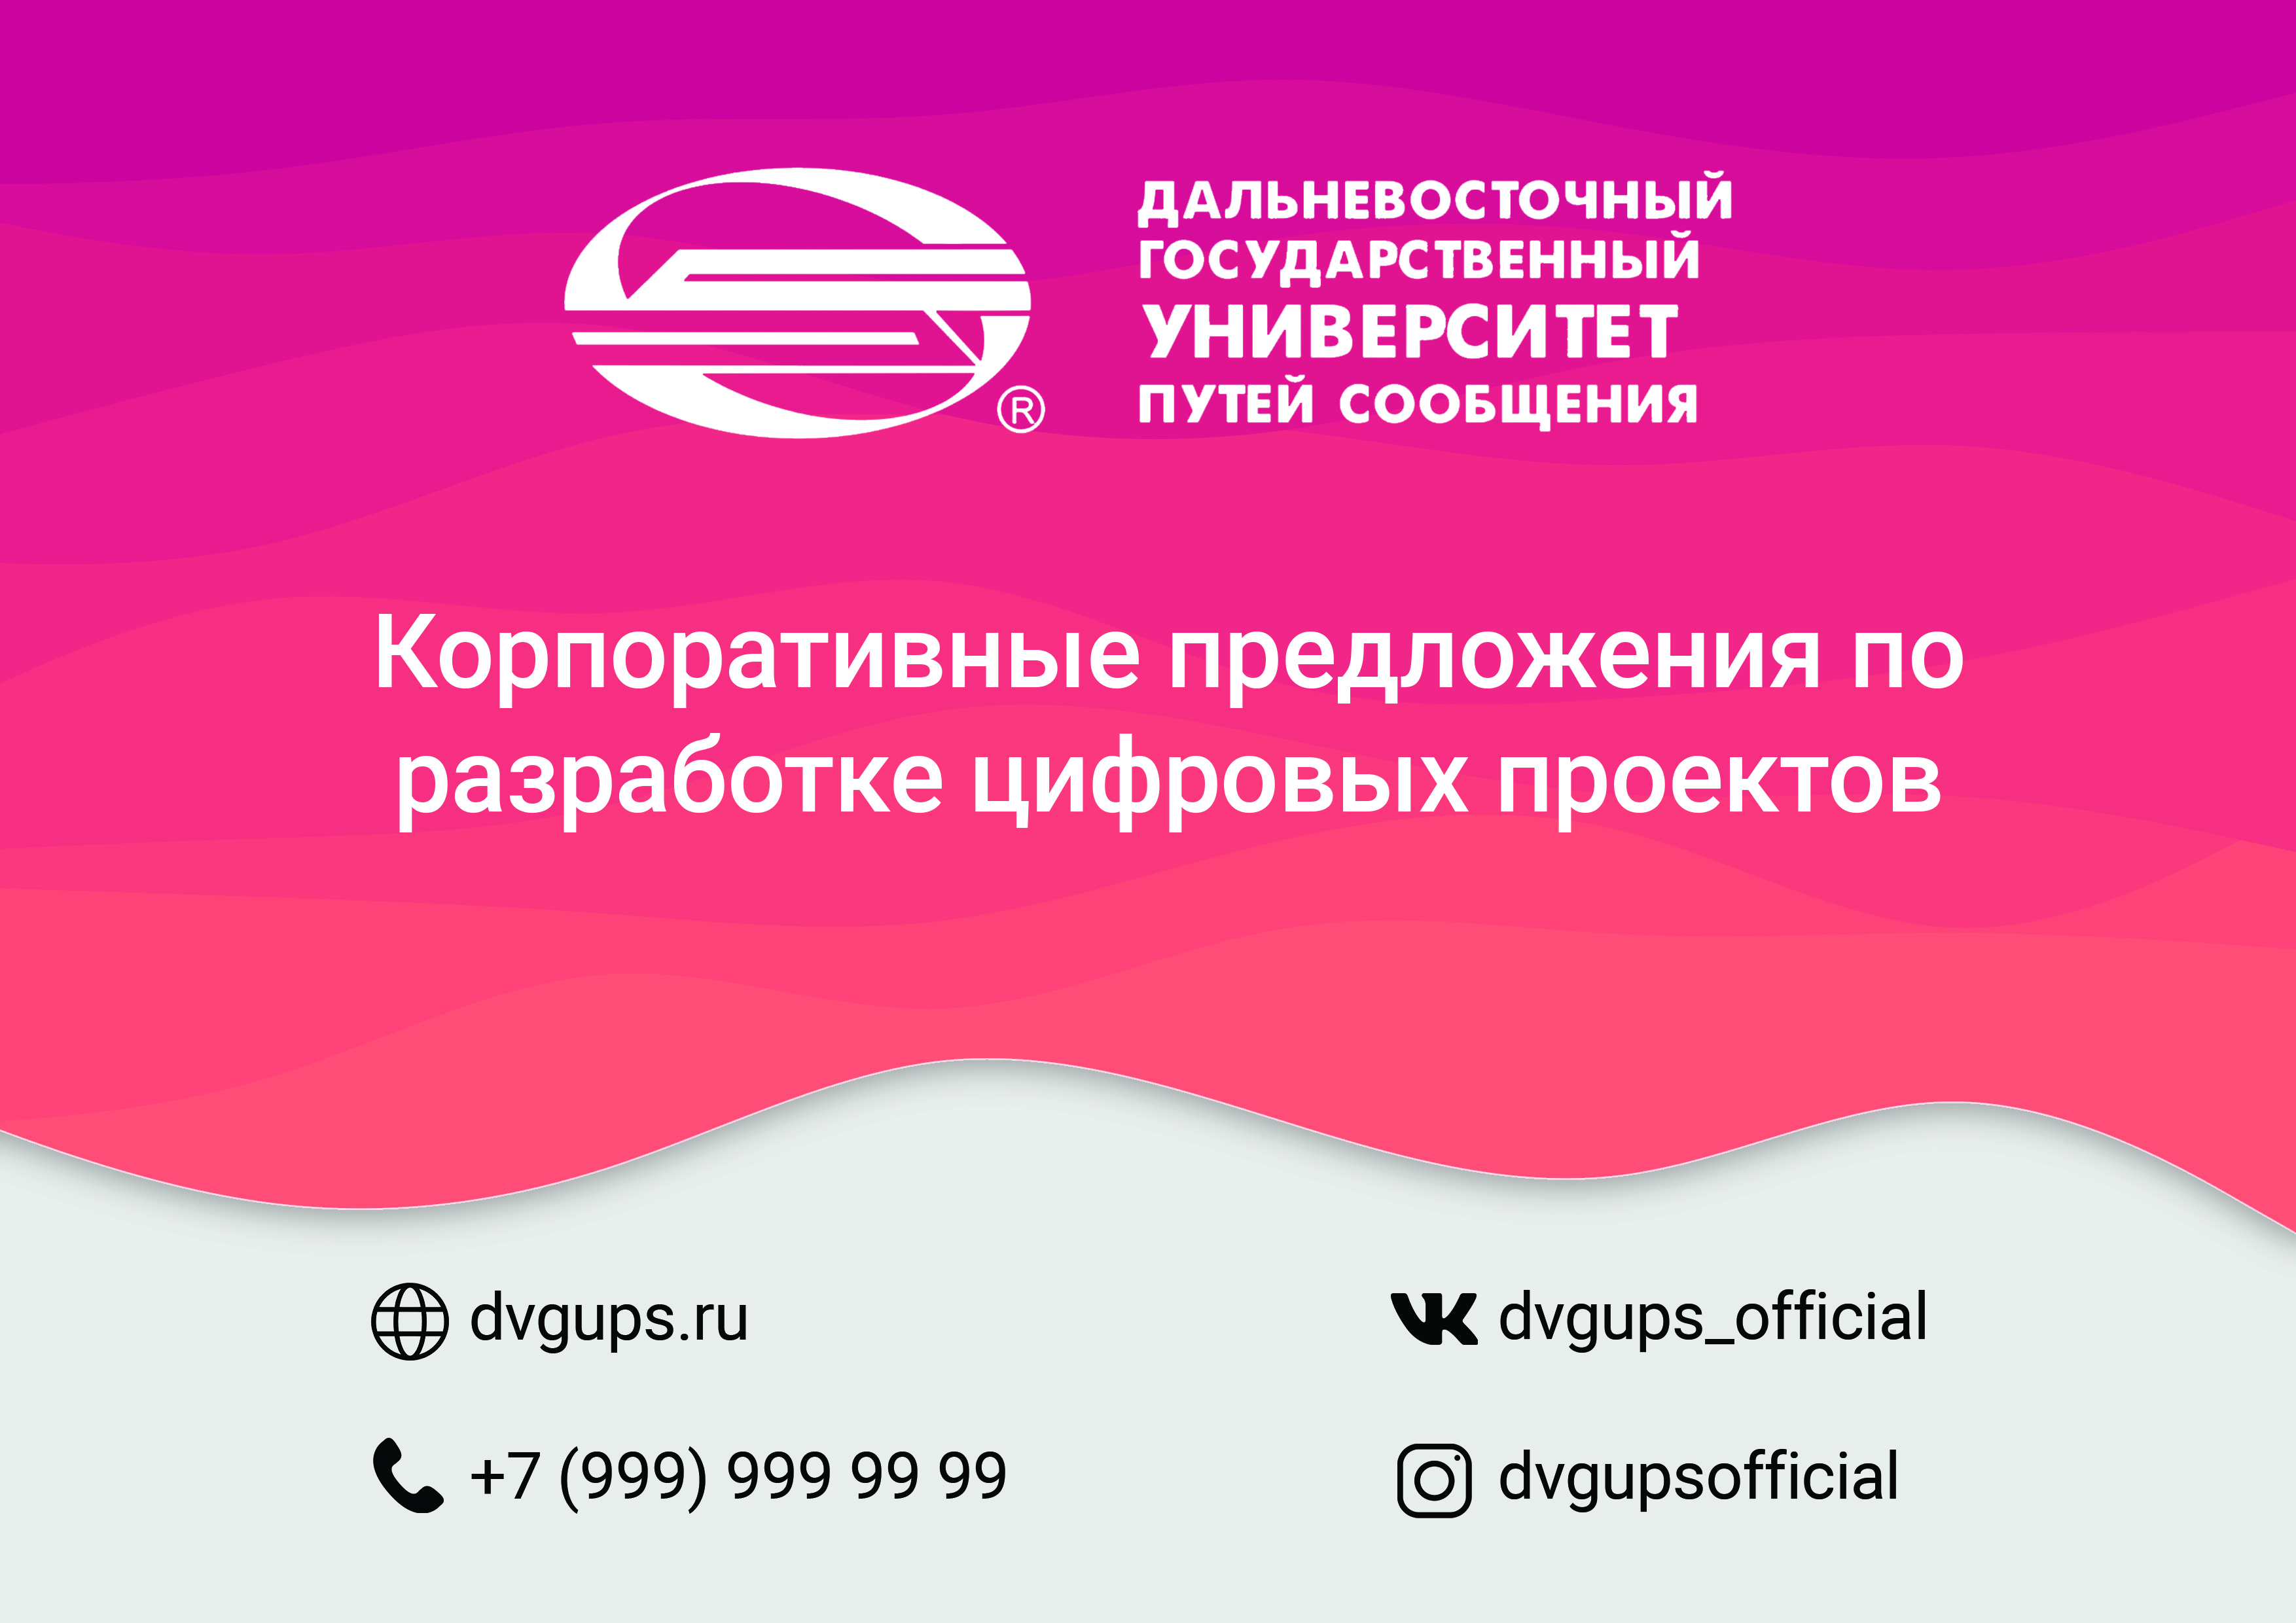 ДАЛЬНЕВОСТОЧНЫЙ
ГОСУДАРСТВЕННЫЙ
УНИВЕРСИТЕТ
ПУТЕЙ СООБЩЕНИЯ
®
Корпоративные предложения по
разработке цифровых проектов
dvgups.ru
+7 (999) 999 99 99
dvgups_official
dvgupsofficial